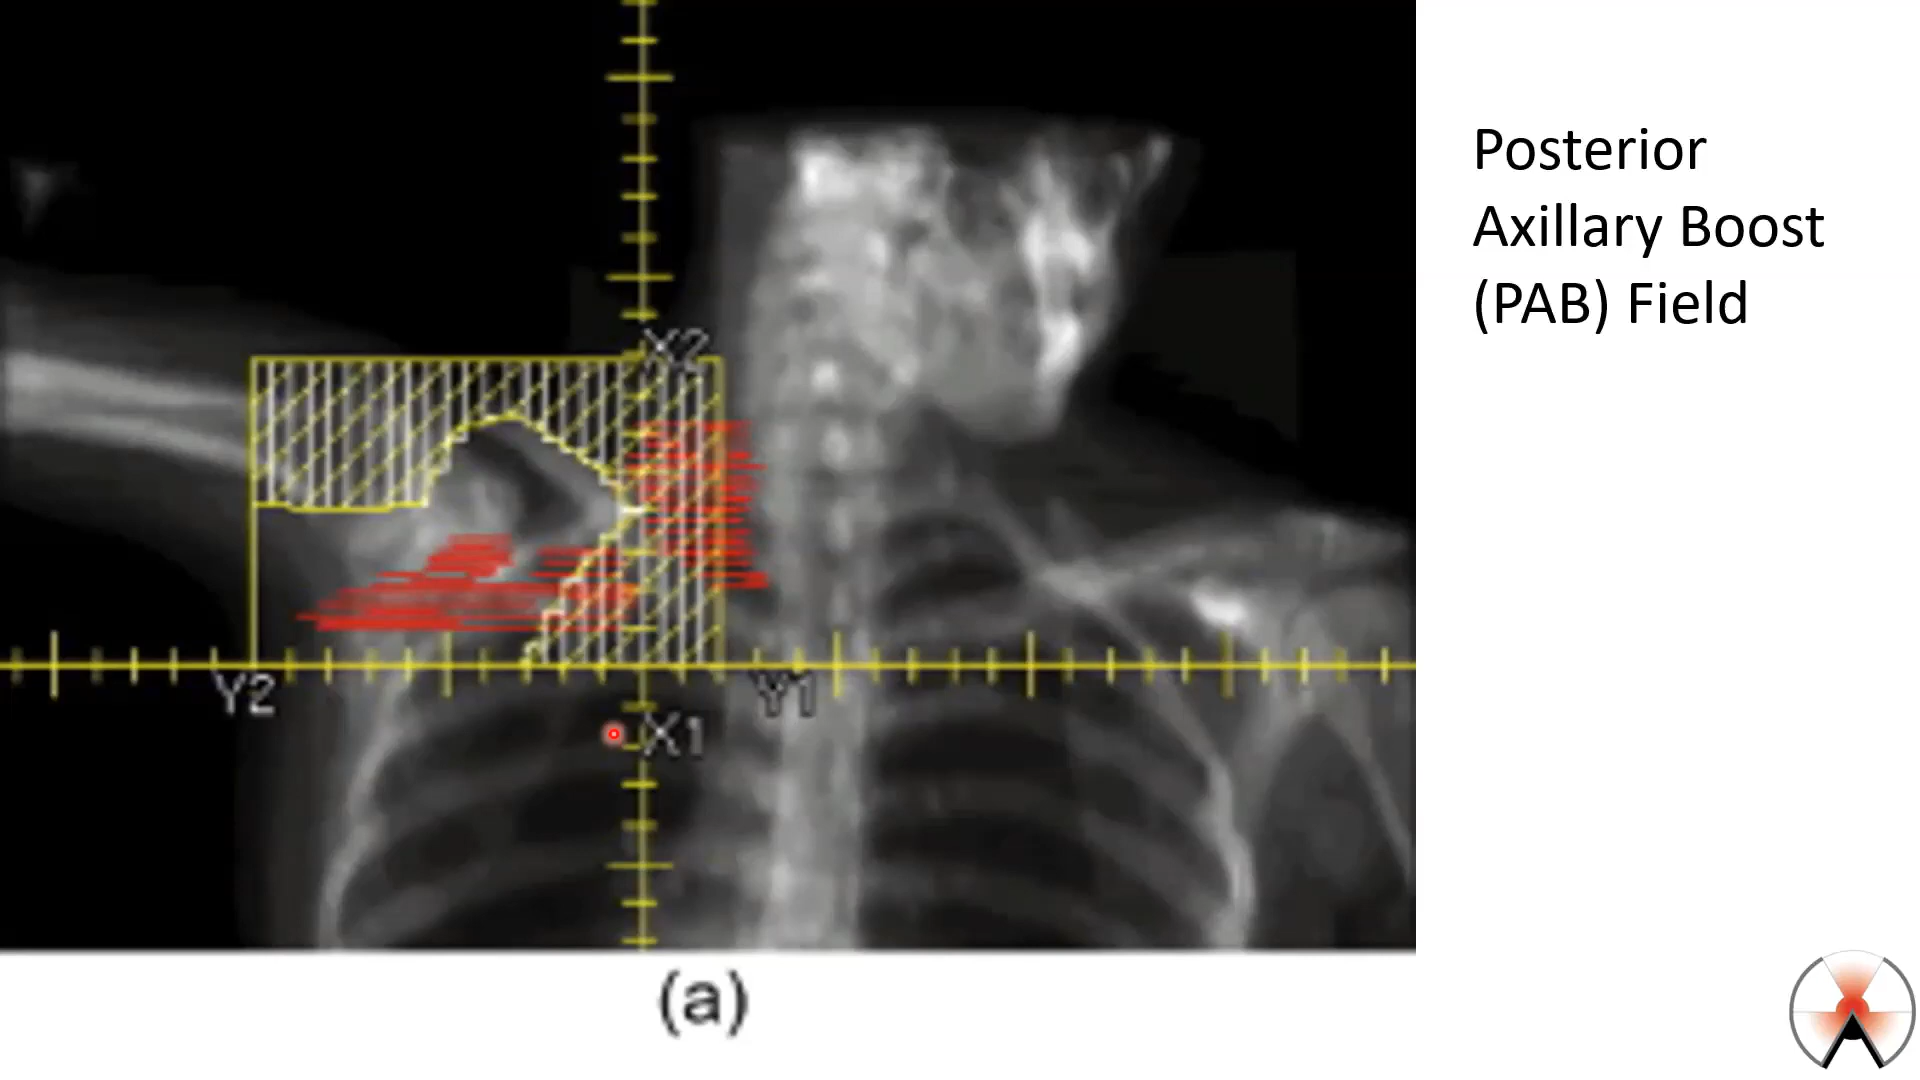 Posterior
Axillary Boost
(PAB) Field
X2
Y2
Y1
X1
(a)